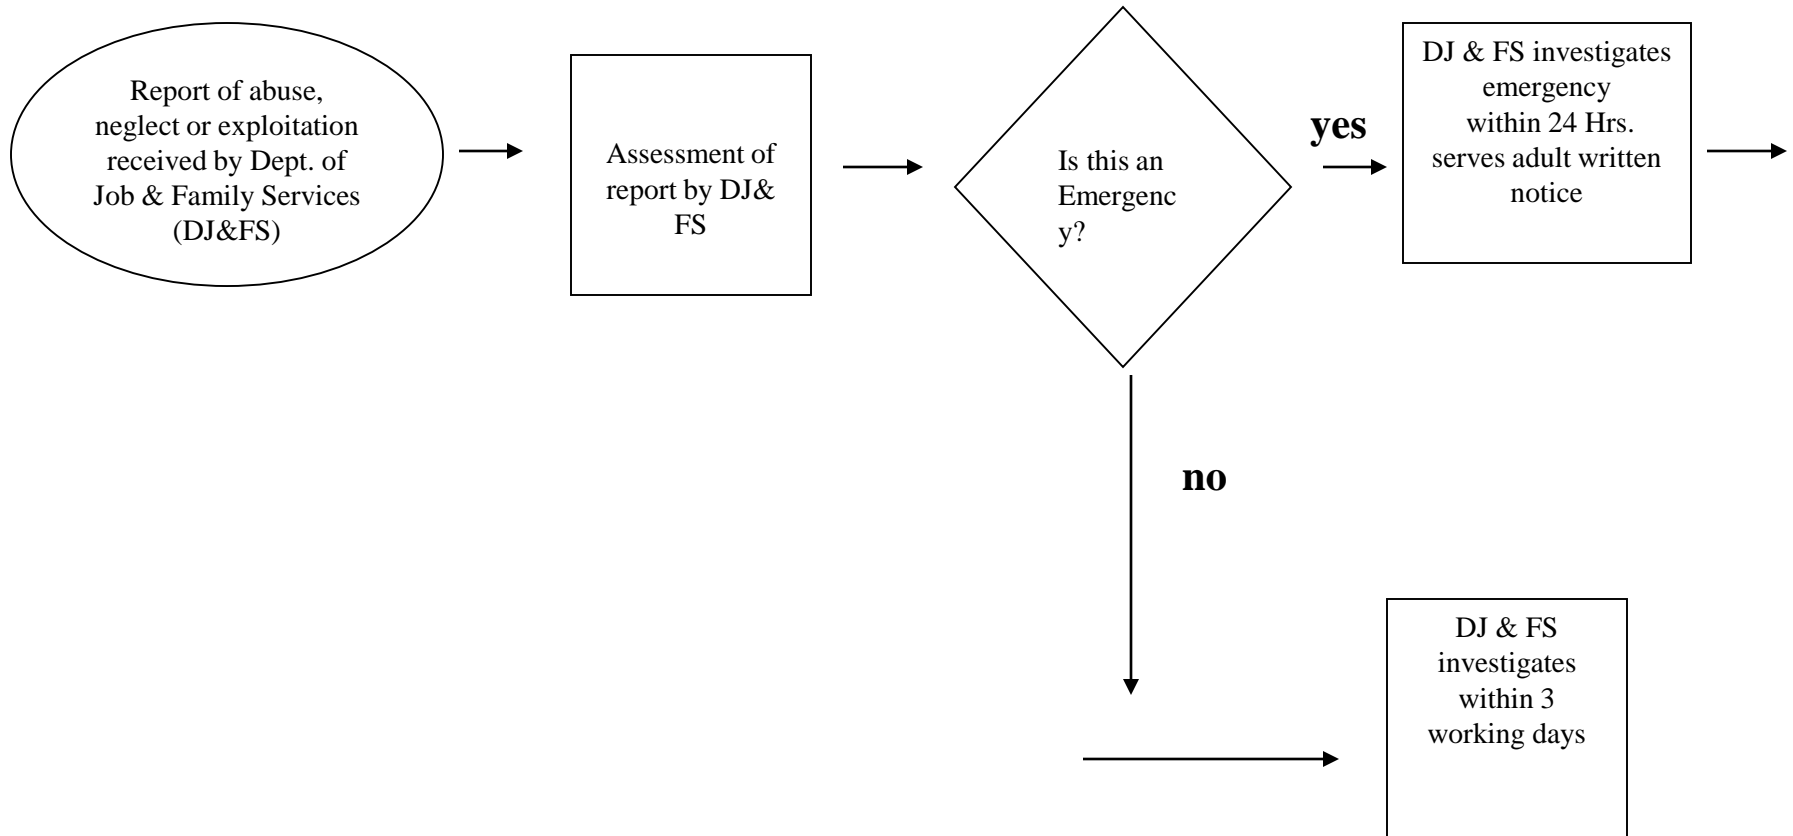 Report of abuse,
neglect or exploitation
received by Dept. of
Job & Family Services
(DJ&FS)
Assessment of
report by DJ&
FS
Is this an
Emergenc
y?
yes
DJ & FS investigates
emergency
within 24 Hrs.
serves adult written
notice
no
DJ & FS
investigates
within 3
working days